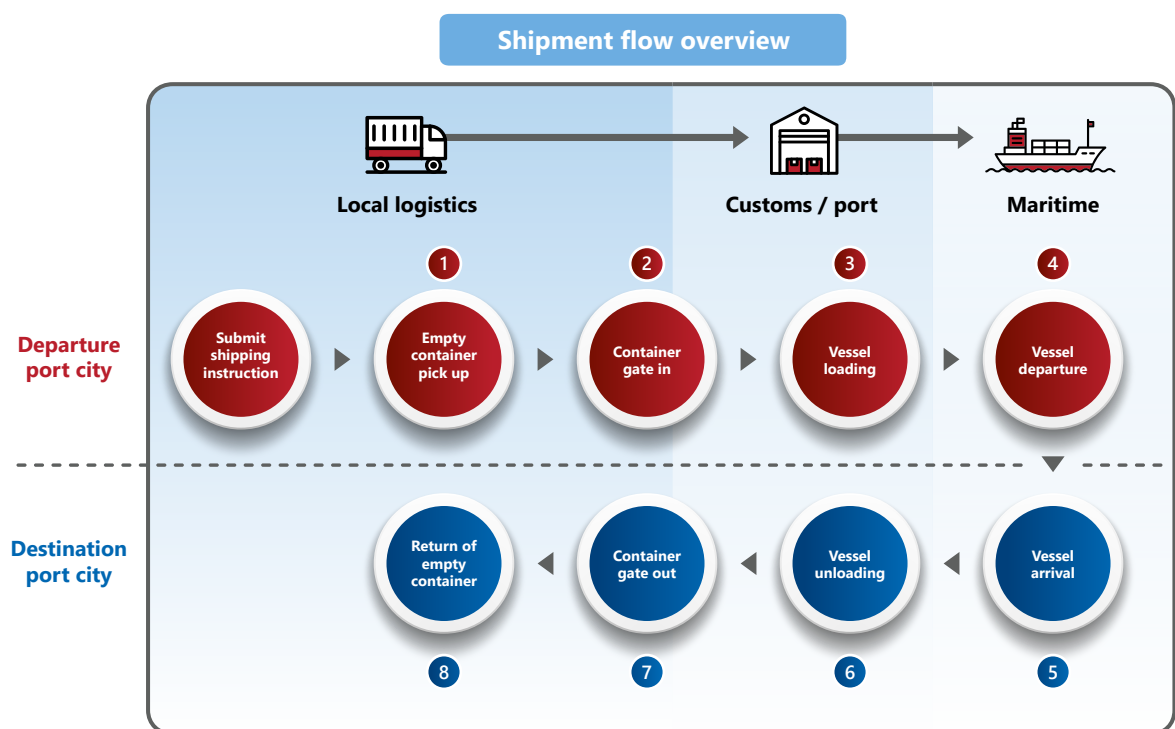 Shipment flow overview
Local logistics
Customs / port
Maritime
1
2
3
4
Departure
port city
Submit
shipping
instruction
Empty
container
pick up
Container
gate in
Vessel
loading
Vessel
departure
Destination
port city
Return of
empty
container
Container
gate out
Vessel
unloading
Vessel
arrival
8
7
6
5